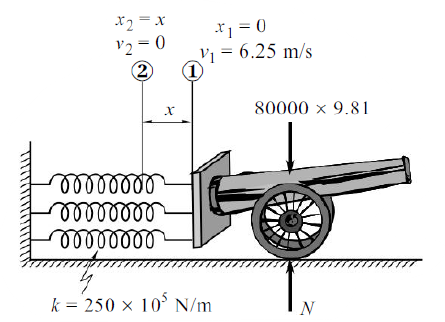 x₂ = x
v₂ = 0
x₁ = 0
v₁ = 6.25 m/s
② ①
x
80000 × 9.81
k = 250 × 10⁵ N/m
N